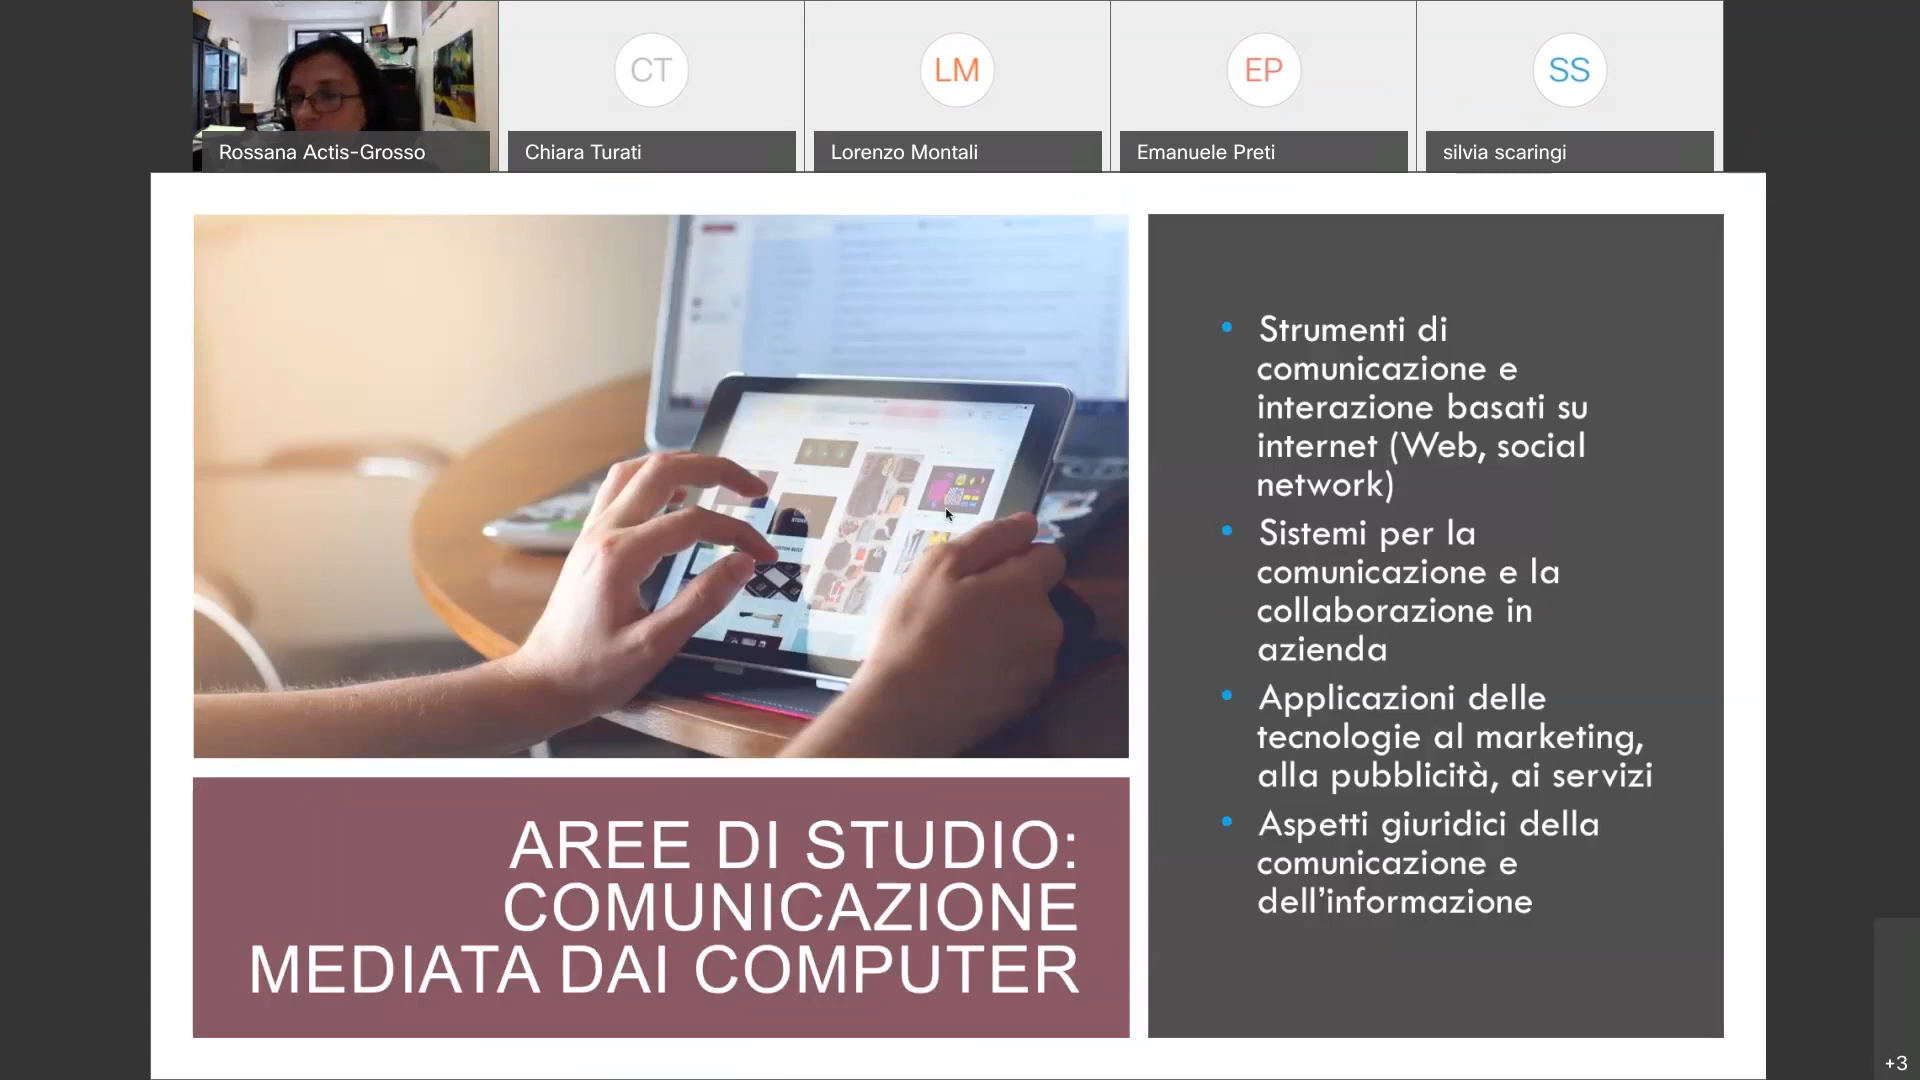 CT
LM
EP
SS
Rossana Actis-Grosso
Chiara Turati
Lorenzo Montali
Emanuele Preti
silvia scaringi
AREE DI STUDIO:
COMUNICAZIONE
MEDIATA DAI COMPUTER
• Strumenti di
comunicazione e
interazione basati su
internet (Web, social
network)
• Sistemi per la
comunicazione e la
collaborazione in
azienda
• Applicazioni delle
tecnologie al marketing,
alla pubblicità, ai servizi
• Aspetti giuridici della
comunicazione e
dell’informazione
+3